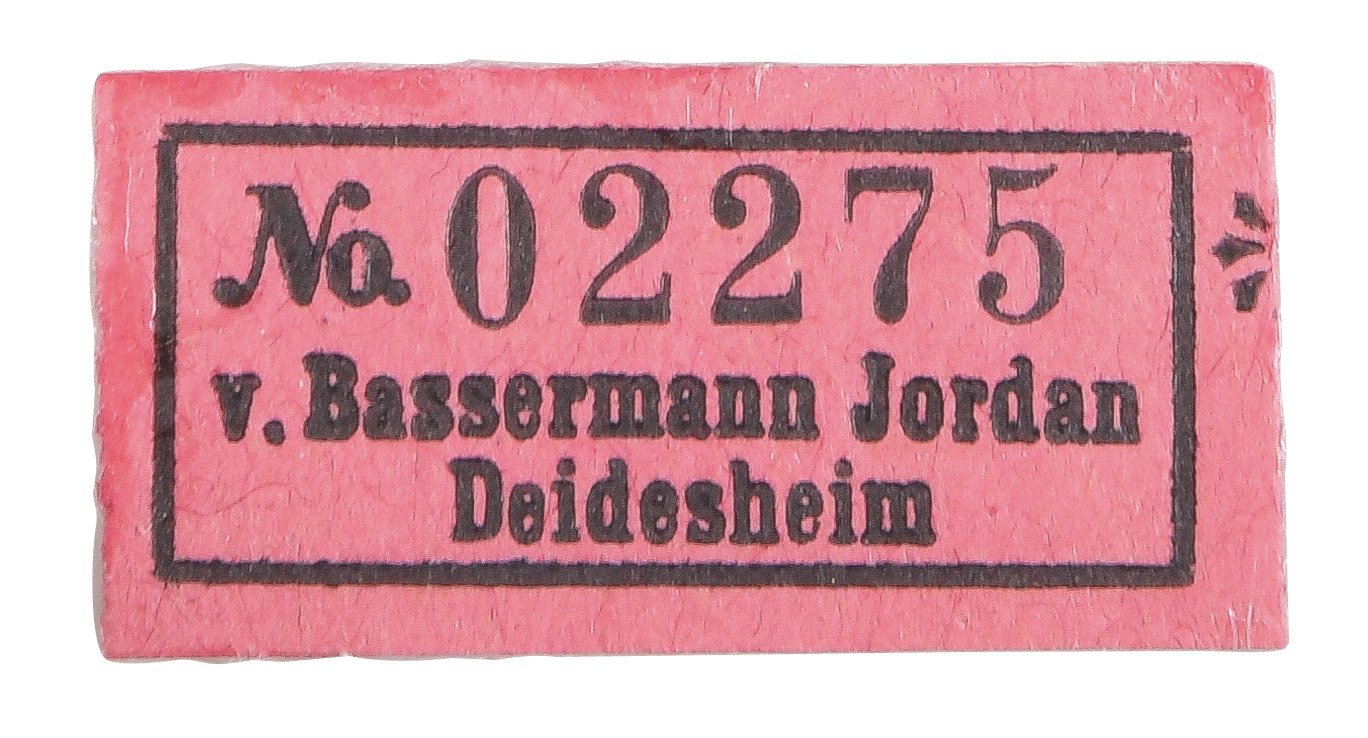 No. 02275
v. Bassermann Jordan
Deidesheim